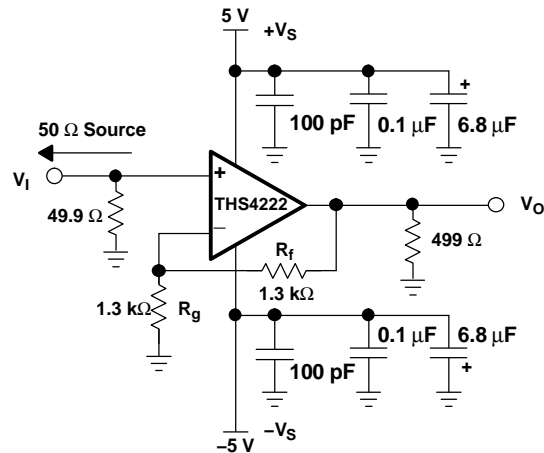 5 V
+VS
+
100 pF
0.1 µF
6.8 µF
50 Ω Source
VI
+
THS4222
−
VO
49.9 Ω
499 Ω
Rf
1.3 kΩ
1.3 kΩ
Rg
0.1 µF
6.8 µF
100 pF
+
−VS
−5 V